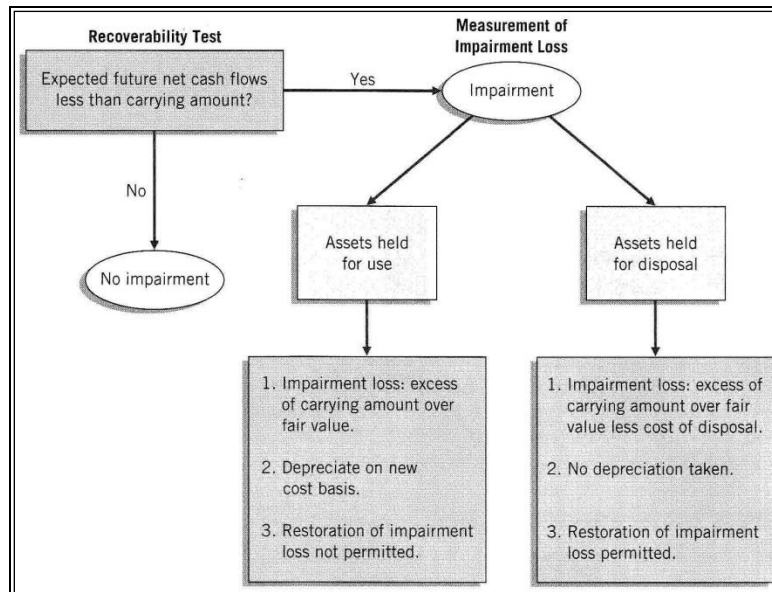 Recoverability Test
Measurement of
Impairment Loss
Expected future net cash flows
less than carrying amount?
Yes
Impairment
No
No impairment
Assets held
for use
Assets held
for disposal
1. Impairment loss: excess
of carrying amount over
fair value.
2. Depreciate on new
cost basis.
3. Restoration of impairment
loss not permitted.
1. Impairment loss: excess of
carrying amount over fair
value less cost of disposal.
2. No depreciation taken.
3. Restoration of impairment
loss permitted.